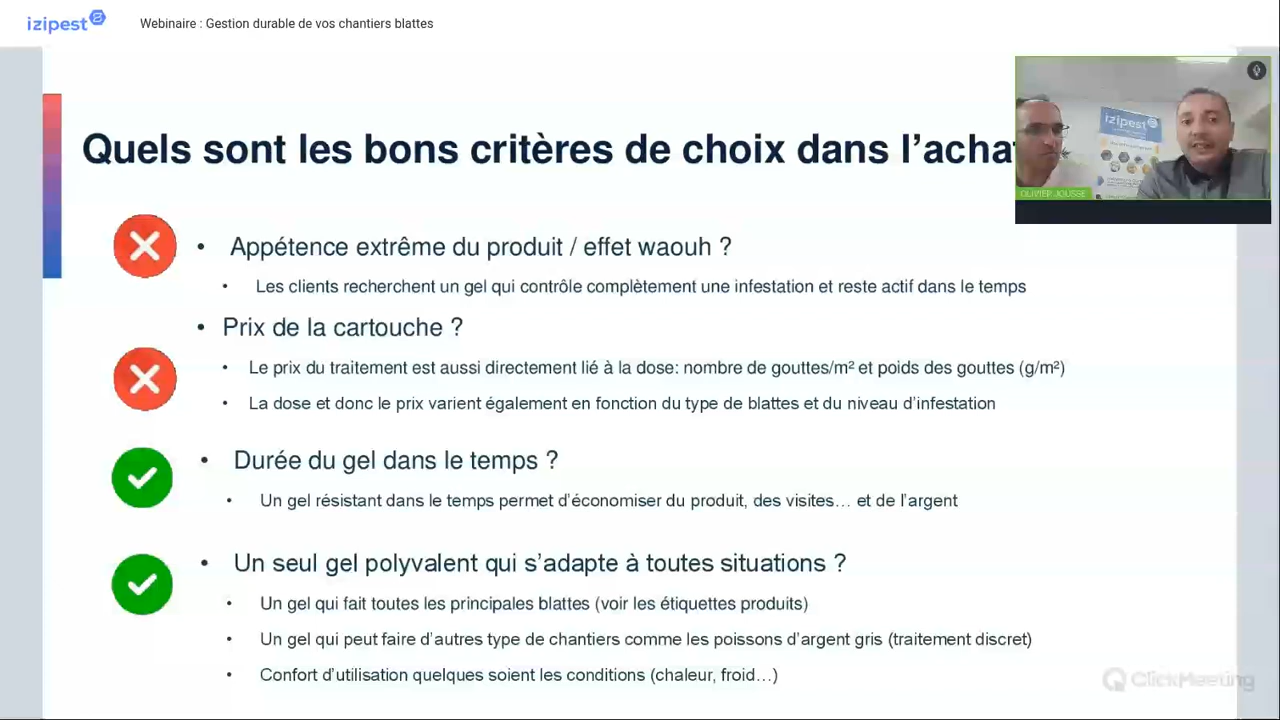 izipest
Webinaire : Gestion durable de vos chantiers blattes
Quels sont les bons critères de choix dans l’achat
izipest
OLIVIER JOUSSE
• Appétence extrême du produit / effet waouh ?
• Les clients recherchent un gel qui contrôle complètement une infestation et reste actif dans le temps
• Prix de la cartouche ?
• Le prix du traitement est aussi directement lié à la dose: nombre de gouttes/m² et poids des gouttes (g/m²)
• La dose et donc le prix varient également en fonction du type de blattes et du niveau d’infestation
• Durée du gel dans le temps ?
• Un gel résistant dans le temps permet d’économiser du produit, des visites… et de l’argent
• Un seul gel polyvalent qui s’adapte à toutes situations ?
• Un gel qui fait toutes les principales blattes (voir les étiquettes produits)
• Un gel qui peut faire d’autres type de chantiers comme les poissons d’argent gris (traitement discret)
• Confort d’utilisation quelques soient les conditions (chaleur, froid…)
ClickMeeting